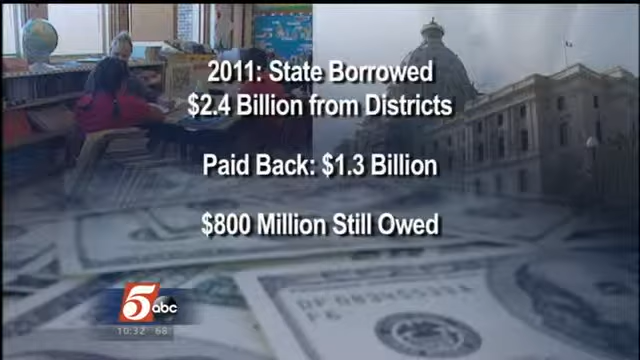 2011: State Borrowed
$2.4 Billion from Districts
Paid Back: $1.3 Billion
$800 Million Still Owed
5 abc
10:32 68